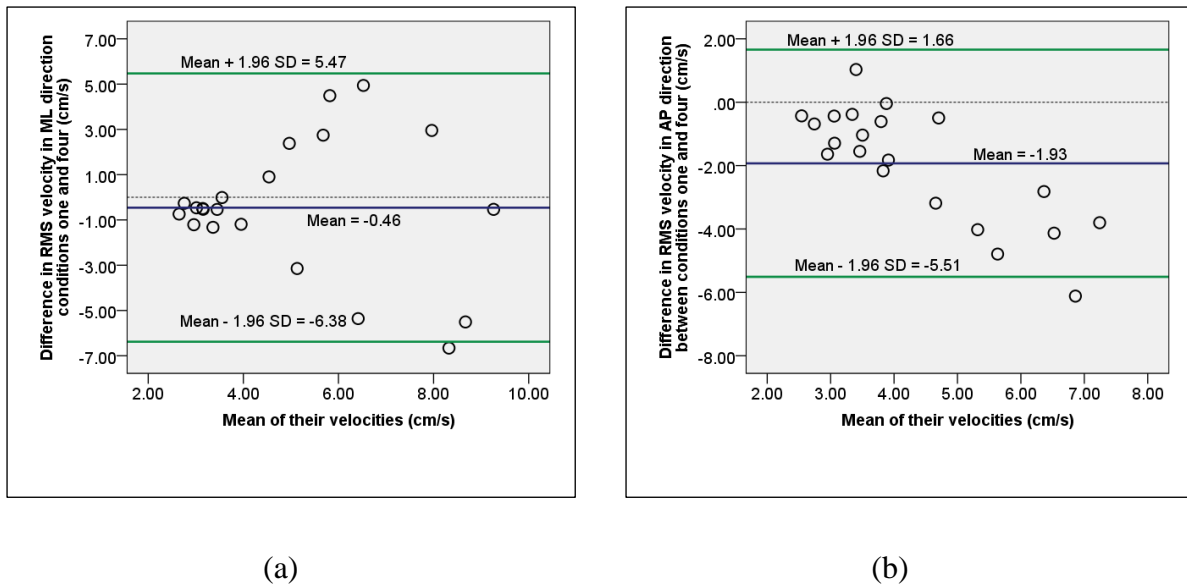 7.00
5.00
3.00
1.00
-1.00
-3.00
-5.00
-7.00
Difference in RMS velocity in ML direction
conditions one and four (cm/s)
Mean + 1.96 SD = 5.47
Mean = -0.46
Mean - 1.96 SD = -6.38
2.00 4.00 6.00 8.00 10.00
Mean of their velocities (cm/s)
(a)
2.00
.00
-2.00
-4.00
-6.00
-8.00
Difference in RMS velocity in AP direction
between conditions one and four (cm/s)
Mean + 1.96 SD = 1.66
Mean = -1.93
Mean - 1.96 SD = -5.51
2.00 3.00 4.00 5.00 6.00 7.00 8.00
Mean of their velocities (cm/s)
(b)